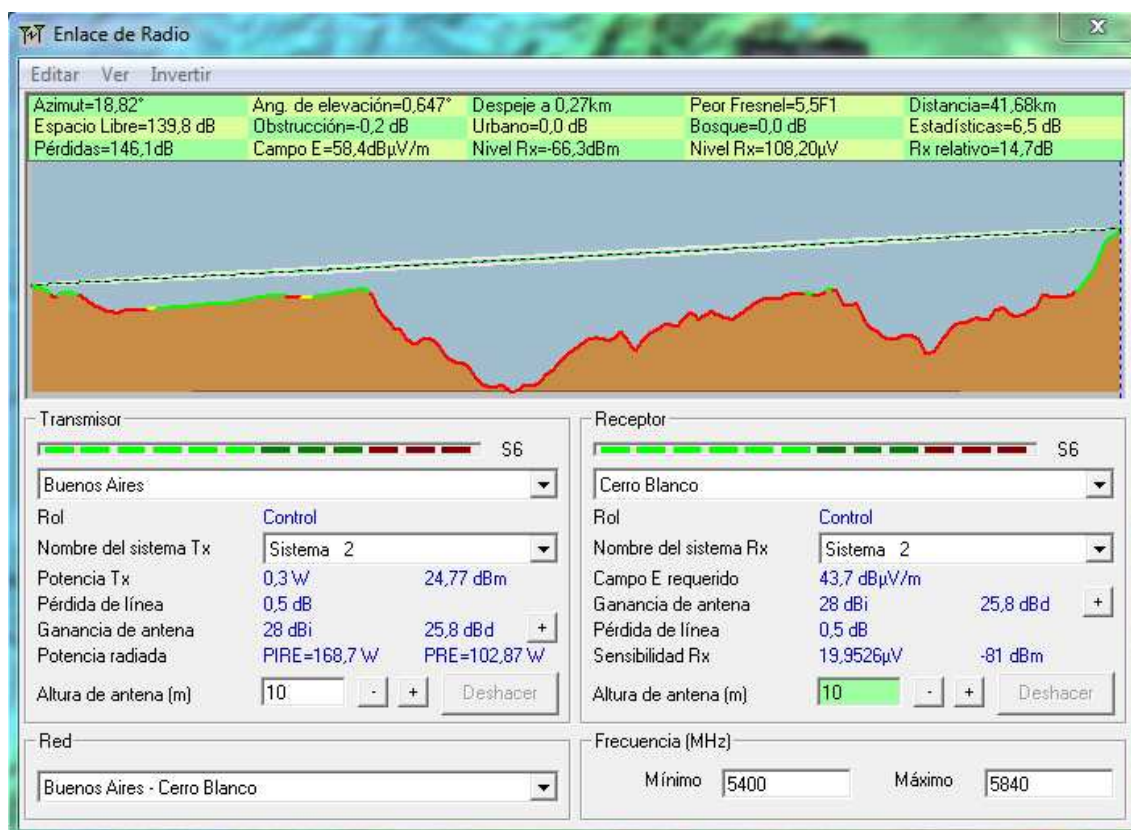 Enlace de Radio
Editar Ver Invertir
Azimut=18,82° Ang. de elevación=0,647° Despeje a 0,27km Peor Fresnel=5,5F1 Distancia=41,68km
Espacio Libre=139,8 dB Obstrucción=-0,2 dB Urbano=0,0 dB Bosque=0,0 dB Estadísticas=6,5 dB
Pérdidas=146,1dB Campo E=58,4dBµV/m Nivel Rx=-66,3dBm Nivel Rx=108,20µV Rx relativo=14,7dB
Transmisor
S6
Buenos Aires
Rol Control
Nombre del sistema Tx Sistema 2
Potencia Tx 0,3 W 24,77 dBm
Pérdida de línea 0,5 dB
Ganancia de antena 28 dBi 25,8 dBd +
Potencia radiada PIRE=168,7 W PRE=102,87 W
Altura de antena (m) 10 - + Deshacer
Receptor
S6
Cerro Blanco
Rol Control
Nombre del sistema Rx Sistema 2
Campo E requerido 43,7 dBµV/m
Ganancia de antena 28 dBi 25,8 dBd +
Pérdida de línea 0,5 dB
Sensibilidad Rx 19,9526µV -81 dBm
Altura de antena (m) 10 - + Deshacer
Red
Buenos Aires - Cerro Blanco
Frecuencia (MHz)
Mínimo 5400 Máximo 5840